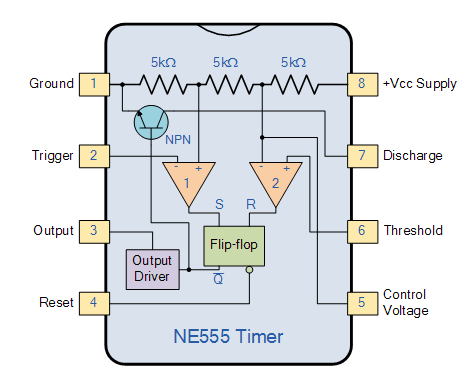 5kΩ 5kΩ 5kΩ
Ground 1 8 +Vcc Supply
NPN
Trigger 2 - + - + 7 Discharge
1 2
S R
Output 3 Flip-flop 6 Threshold
Output
Driver
Q̅
Reset 4 5 Control
Voltage
NE555 Timer